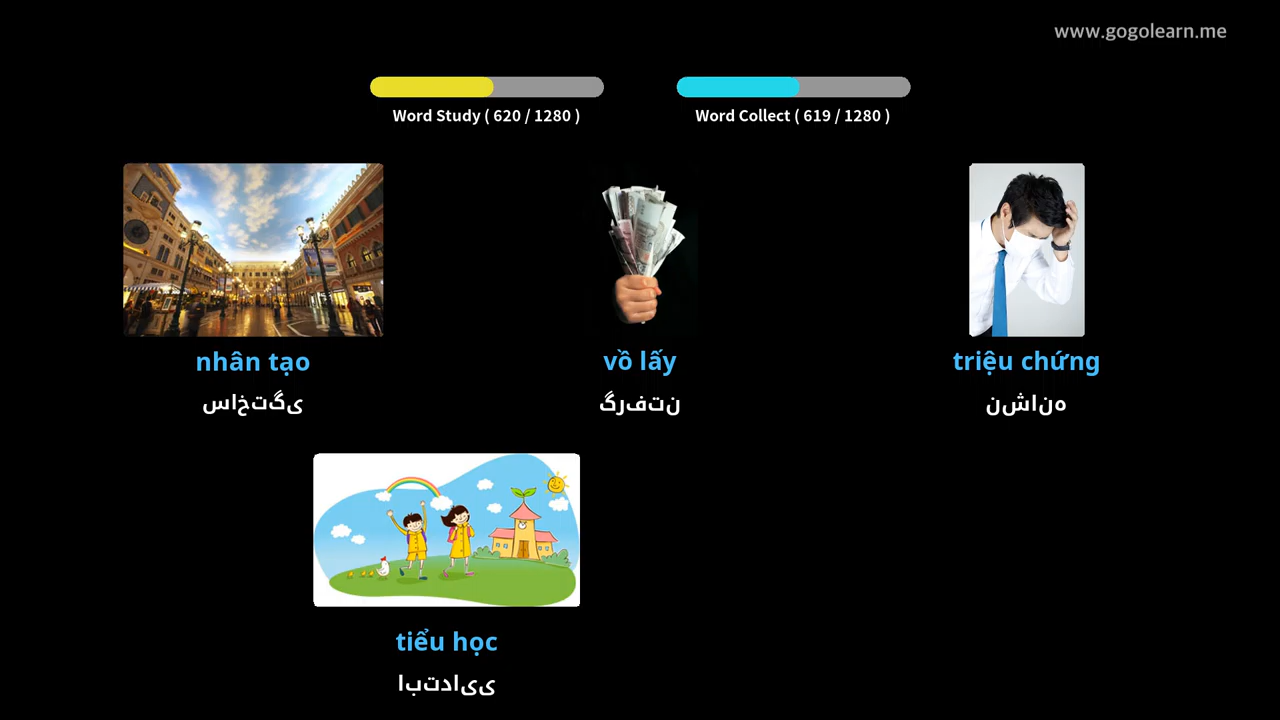 www.gogolearn.me
Word Study ( 620 / 1280 )
Word Collect ( 619 / 1280 )
nhân tạo
ساختگی
vồ lấy
گرفتن
triệu chứng
نشانه
tiểu học
ابتدایی